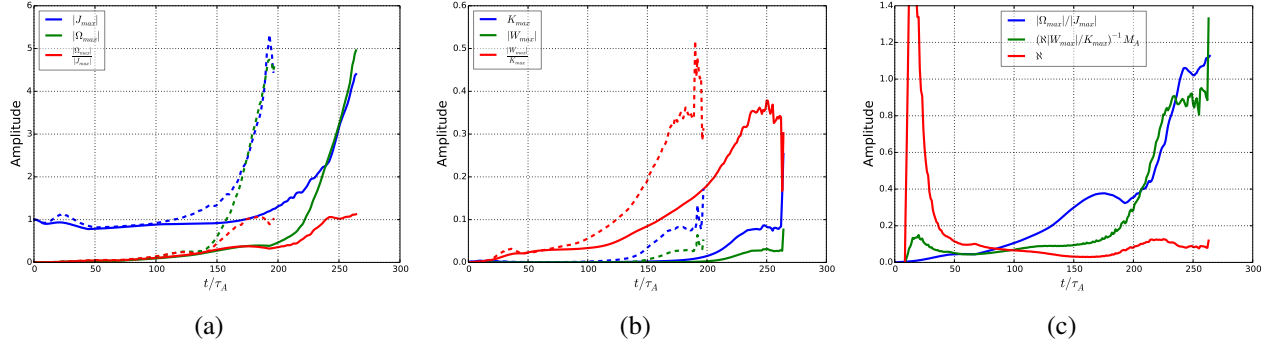 6
5
4
3
2
1
0
Amplitude
|J_max|
|Ω_max|
|Ω_max|/|J_max|
0 50 100 150 200 250 300
t/τ_A
(a)
0.6
0.5
0.4
0.3
0.2
0.1
0.0
Amplitude
K_max
|W_max|
|W_max|/K_max
0 50 100 150 200 250 300
t/τ_A
(b)
1.4
1.2
1.0
0.8
0.6
0.4
0.2
0.0
Amplitude
|Ω_max|/|J_max|
(ℵ|W_max|/K_max)^{-1} M_A
ℵ
0 50 100 150 200 250 300
t/τ_A
(c)